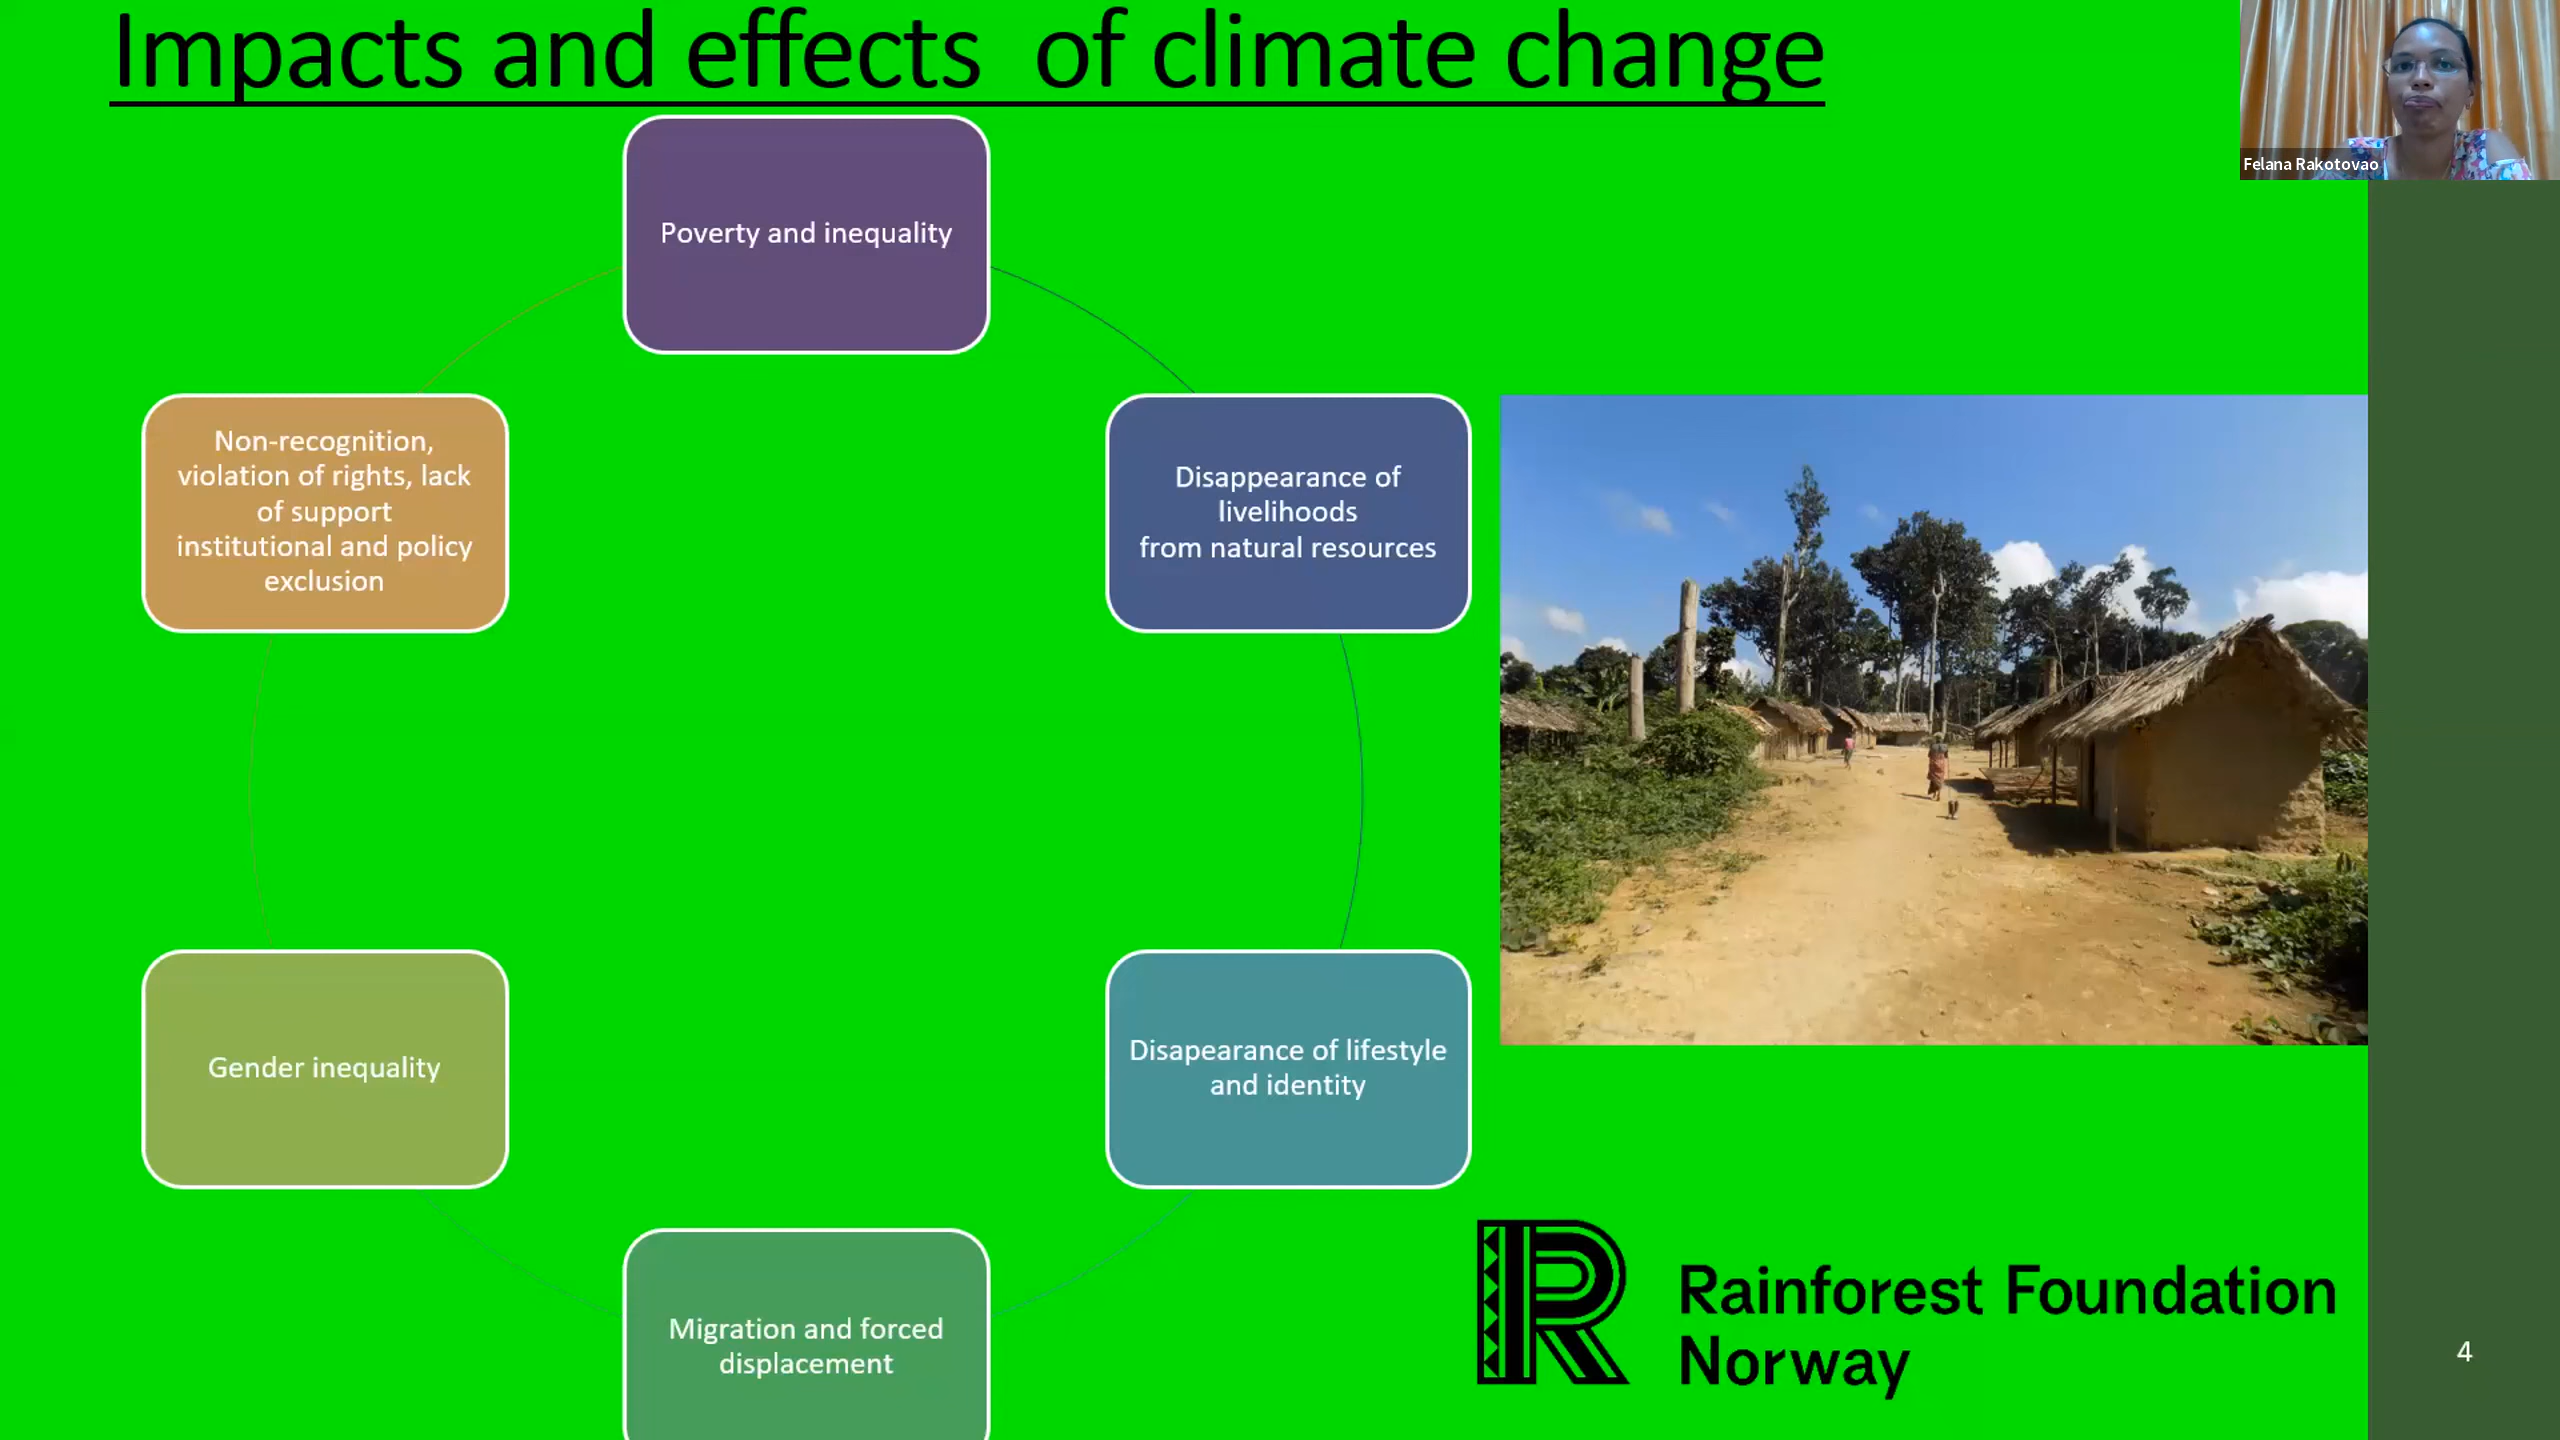 Impacts and effects  of climate change
Felana Rakotovao
Poverty and inequality
Non-recognition,
violation of rights, lack
of support
institutional and policy
exclusion
Disappearance of
livelihoods
from natural resources
Gender inequality
Disapearance of lifestyle
and identity
Migration and forced
displacement
Rainforest Foundation
Norway
4